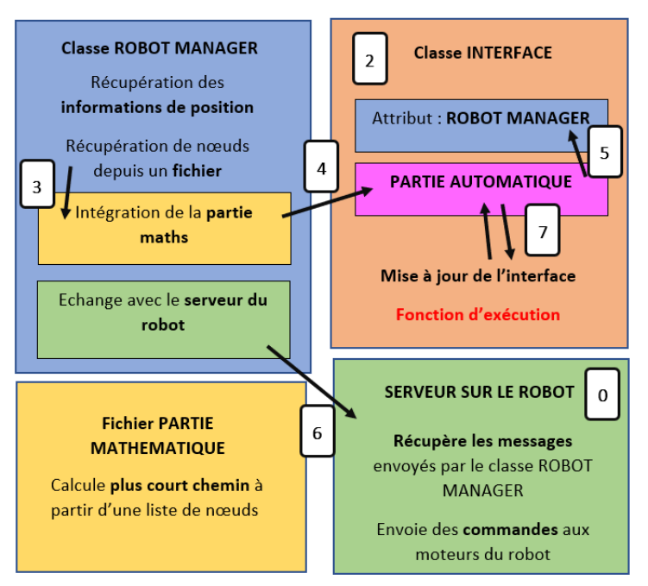 Classe ROBOT MANAGER
Récupération des
informations de position
Récupération de nœuds
depuis un fichier
3
Intégration de la partie
maths
Echange avec le serveur du
robot
4
2
Classe INTERFACE
Attribut : ROBOT MANAGER
5
PARTIE AUTOMATIQUE
7
Mise à jour de l’interface
Fonction d’exécution
Fichier PARTIE
MATHEMATIQUE
Calcule plus court chemin à
partir d’une liste de nœuds
6
SERVEUR SUR LE ROBOT
0
Récupère les messages
envoyés par le classe ROBOT
MANAGER
Envoie des commandes aux
moteurs du robot